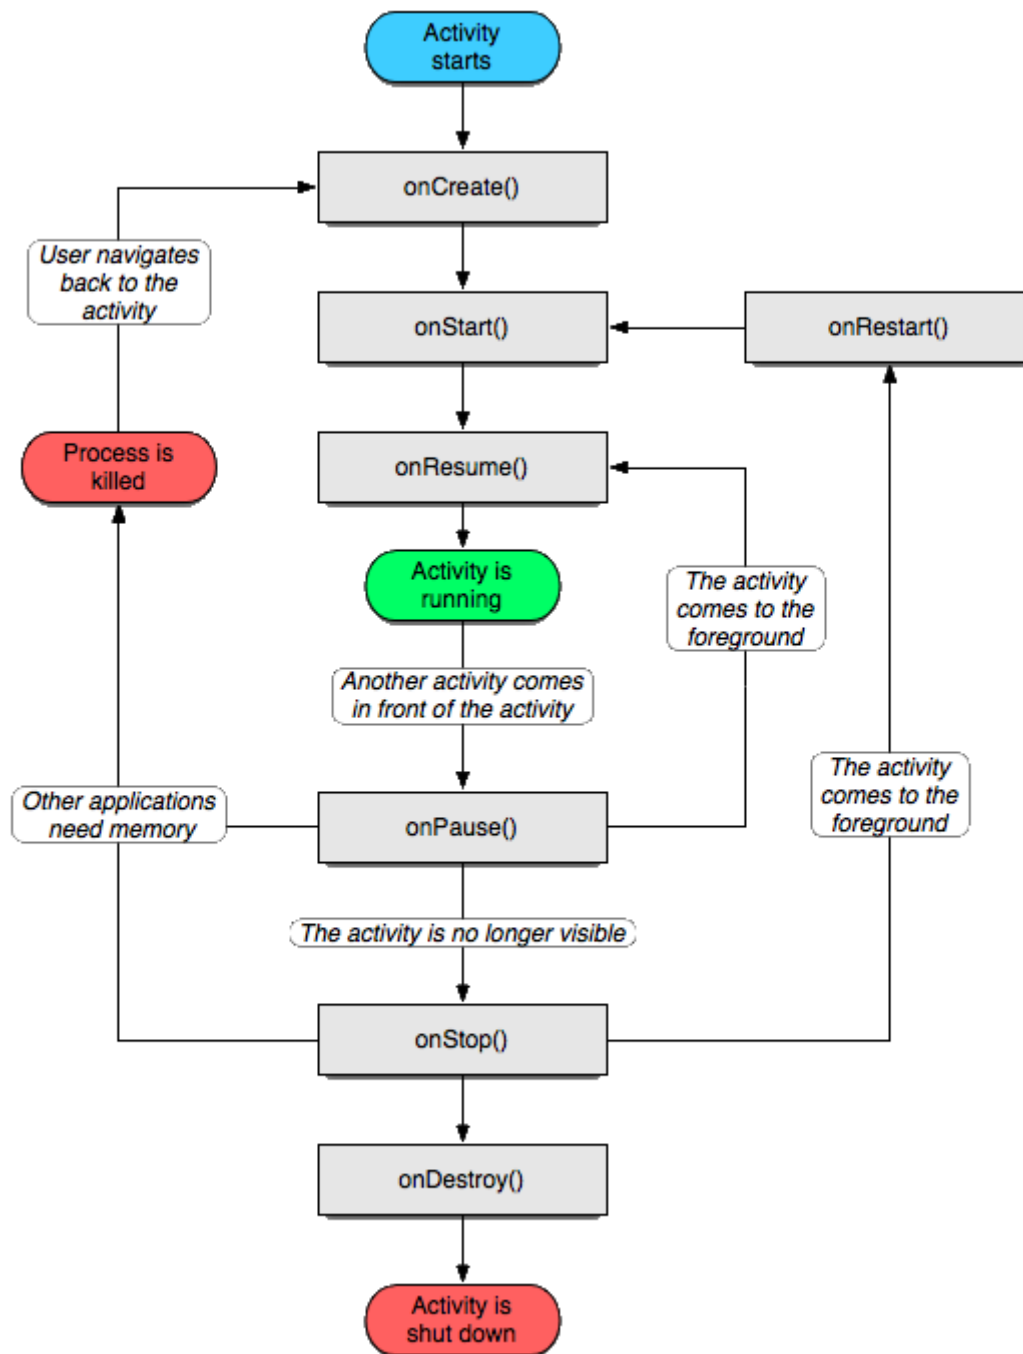 Activity
starts
onCreate()
User navigates
back to the
activity
onStart()
onRestart()
Process is
killed
onResume()
Activity is
running
The activity
comes to the
foreground
Another activity comes
in front of the activity
The activity
comes to the
foreground
Other applications
need memory
onPause()
The activity is no longer visible
onStop()
onDestroy()
Activity is
shut down